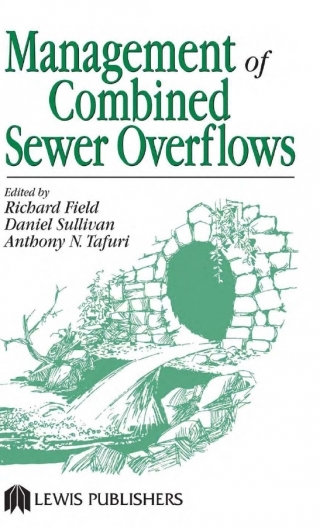 Management of
Combined
Sewer Overflows
Edited by
Richard Field
Daniel Sullivan
Anthony N. Tafuri
LEWIS PUBLISHERS